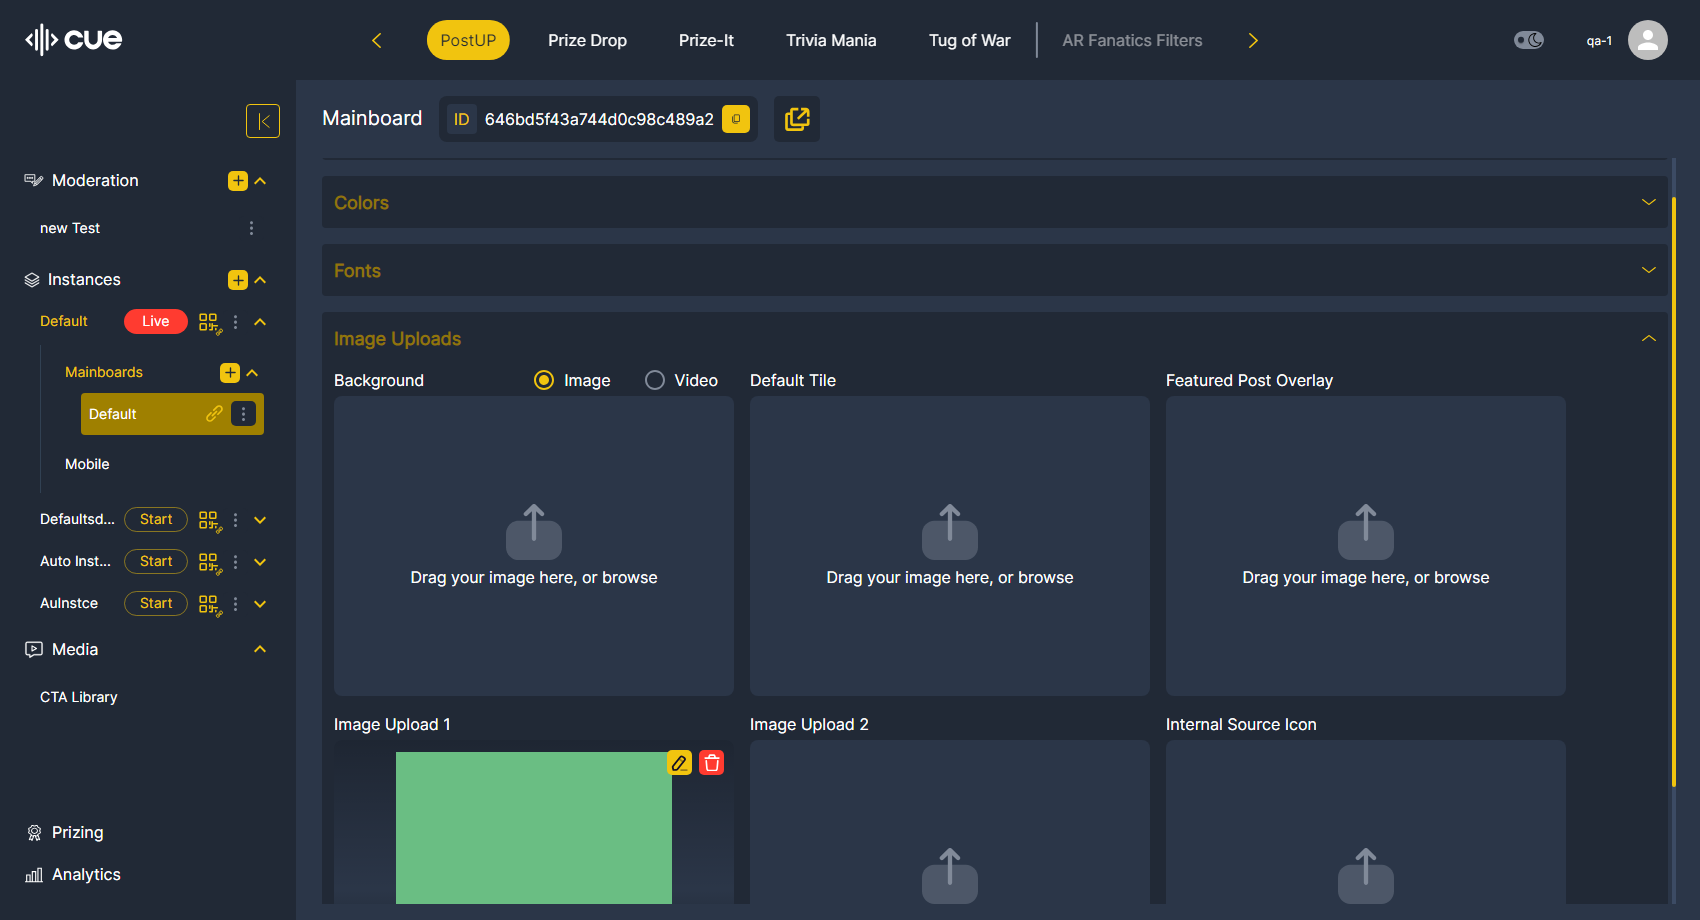 cue
PostUP
Prize Drop
Prize-It
Trivia Mania
Tug of War
AR Fanatics Filters
qa-1
Mainboard
ID
646bd5f43a744d0c98c489a2
Moderation
new Test
Instances
Default
Live
Mainboards
Default
Mobile
Defaultsd...
Start
Auto Inst...
Start
AuInstce
Start
Media
CTA Library
Prizing
Analytics
Colors
Fonts
Image Uploads
Background
Image
Video
Default Tile
Featured Post Overlay
Drag your image here, or browse
Drag your image here, or browse
Drag your image here, or browse
Image Upload 1
Image Upload 2
Internal Source Icon